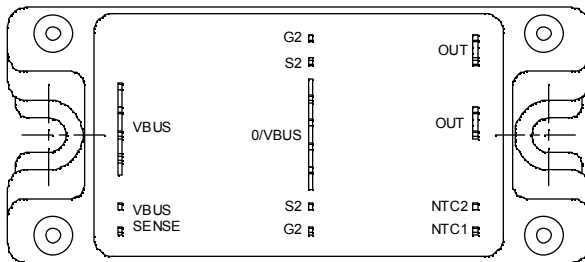 G2
S2
OUT
VBUS
0/VBUS
OUT
VBUS
SENSE
S2
G2
NTC2
NTC1